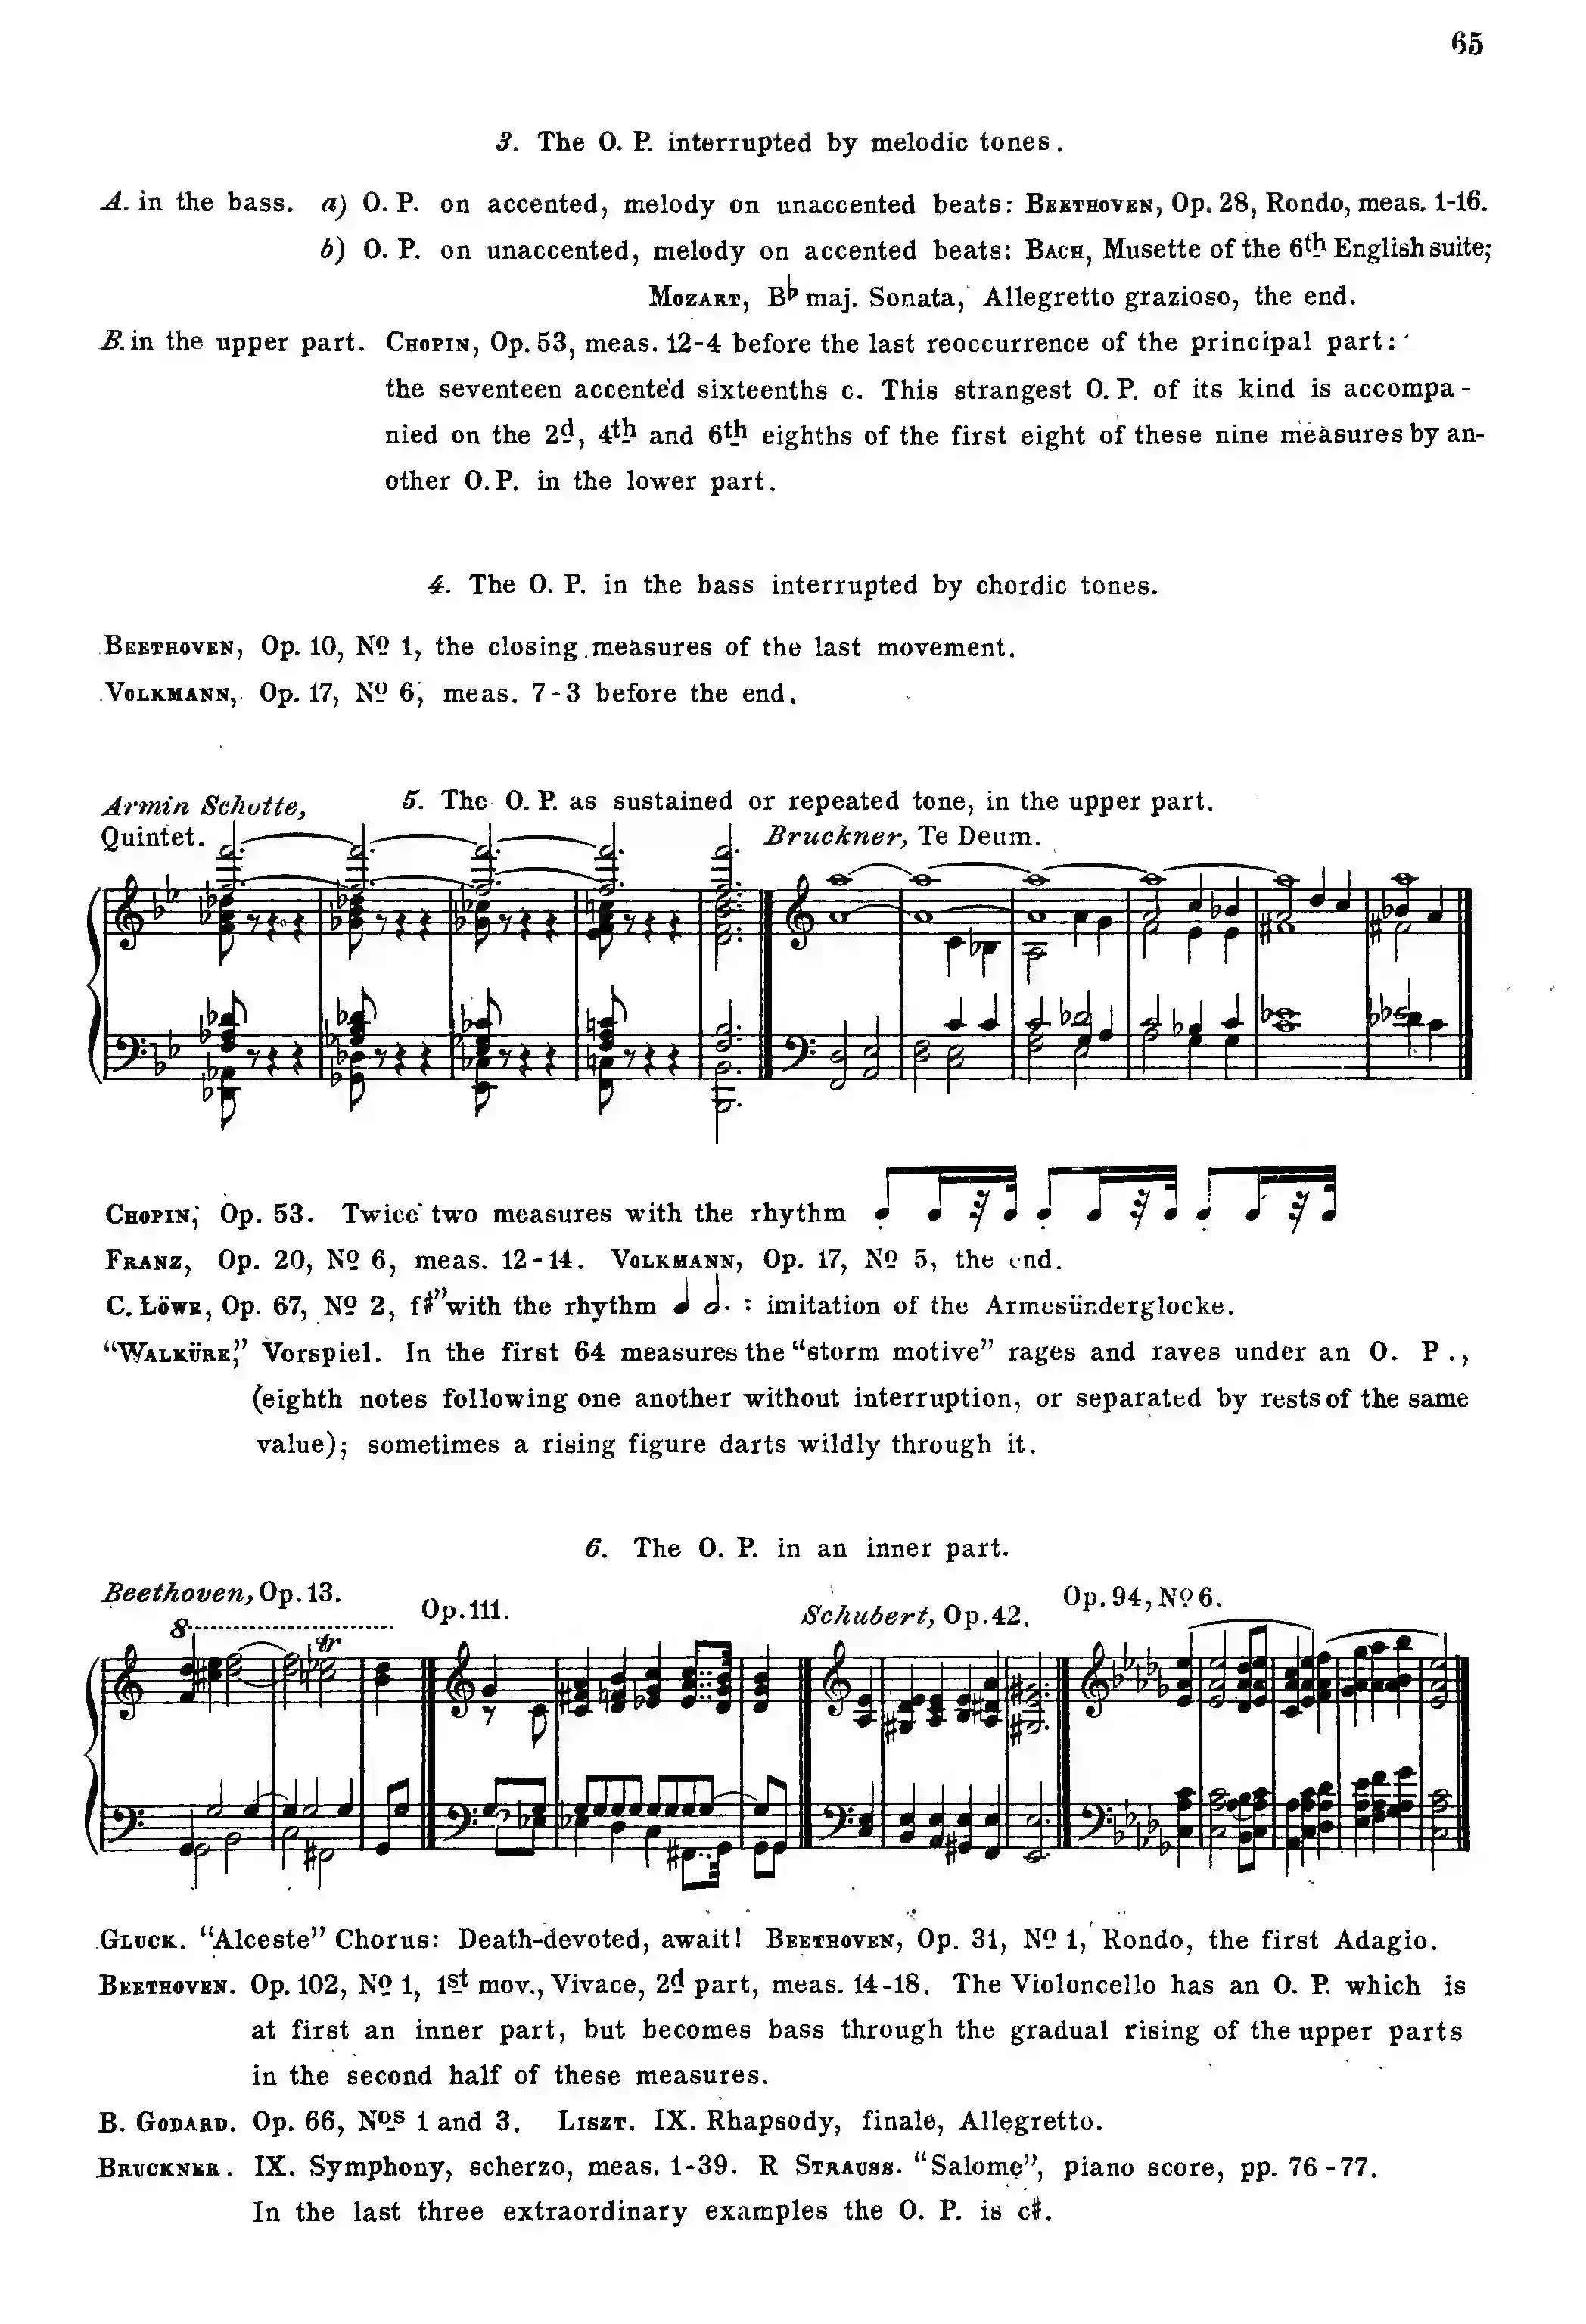 65
3. The O. P. interrupted by melodic tones.
A. in the bass. a) O. P. on accented, melody on unaccented beats: BEETHOVEN, Op. 28, Rondo, meas. 1-16.
b) O. P. on unaccented, melody on accented beats: BACH, Musette of the 6th English suite;
MOZART, B♭ maj. Sonata, Allegretto grazioso, the end.
B. in the upper part. CHOPIN, Op. 53, meas. 12-4 before the last reoccurrence of the principal part:
the seventeen accented sixteenths c. This strangest O. P. of its kind is accompa-
nied on the 2d, 4th and 6th eighths of the first eight of these nine measures by an-
other O. P. in the lower part.
4. The O. P. in the bass interrupted by chordic tones.
BEETHOVEN, Op. 10, No 1, the closing measures of the last movement.
VOLKMANN, Op. 17, No 6, meas. 7-3 before the end.
5. The O. P. as sustained or repeated tone, in the upper part.
Armin Schotte,
Quintet.
Bruckner, Te Deum.
CHOPIN, Op. 53. Twice two measures with the rhythm
FRANZ, Op. 20, No 6, meas. 12-14. VOLKMANN, Op. 17, No 5, the end.
C. LÖWE, Op. 67, No 2, f♯” with the rhythm : imitation of the Armesünderglocke.
“WALKÜRE,” Vorspiel. In the first 64 measures the “storm motive” rages and raves under an O. P.,
(eighth notes following one another without interruption, or separated by rests of the same
value); sometimes a rising figure darts wildly through it.
6. The O. P. in an inner part.
Beethoven, Op. 13.
Op. 111.
Schubert, Op. 42.
Op. 94, No 6.
8
tr
GLUCK. “Alceste” Chorus: Death-devoted, await! BEETHOVEN, Op. 31, No 1, Rondo, the first Adagio.
BEETHOVEN. Op. 102, No 1, 1st mov., Vivace, 2d part, meas. 14-18. The Violoncello has an O. P. which is
at first an inner part, but becomes bass through the gradual rising of the upper parts
in the second half of these measures.
B. GODARD. Op. 66, Nos 1 and 3. LISZT. IX. Rhapsody, finale, Allegretto.
BRUCKNER. IX. Symphony, scherzo, meas. 1-39. R STRAUSS. “Salome”, piano score, pp. 76-77.
In the last three extraordinary examples the O. P. is c♯.